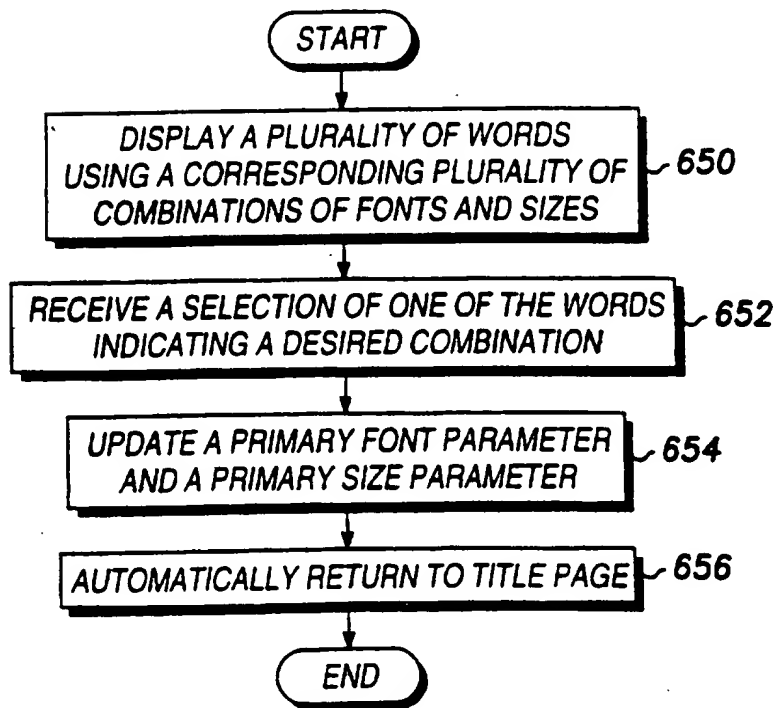 START
DISPLAY A PLURALITY OF WORDS
USING A CORRESPONDING PLURALITY OF
COMBINATIONS OF FONTS AND SIZES
650
RECEIVE A SELECTION OF ONE OF THE WORDS
INDICATING A DESIRED COMBINATION
652
UPDATE A PRIMARY FONT PARAMETER
AND A PRIMARY SIZE PARAMETER
654
AUTOMATICALLY RETURN TO TITLE PAGE
656
END